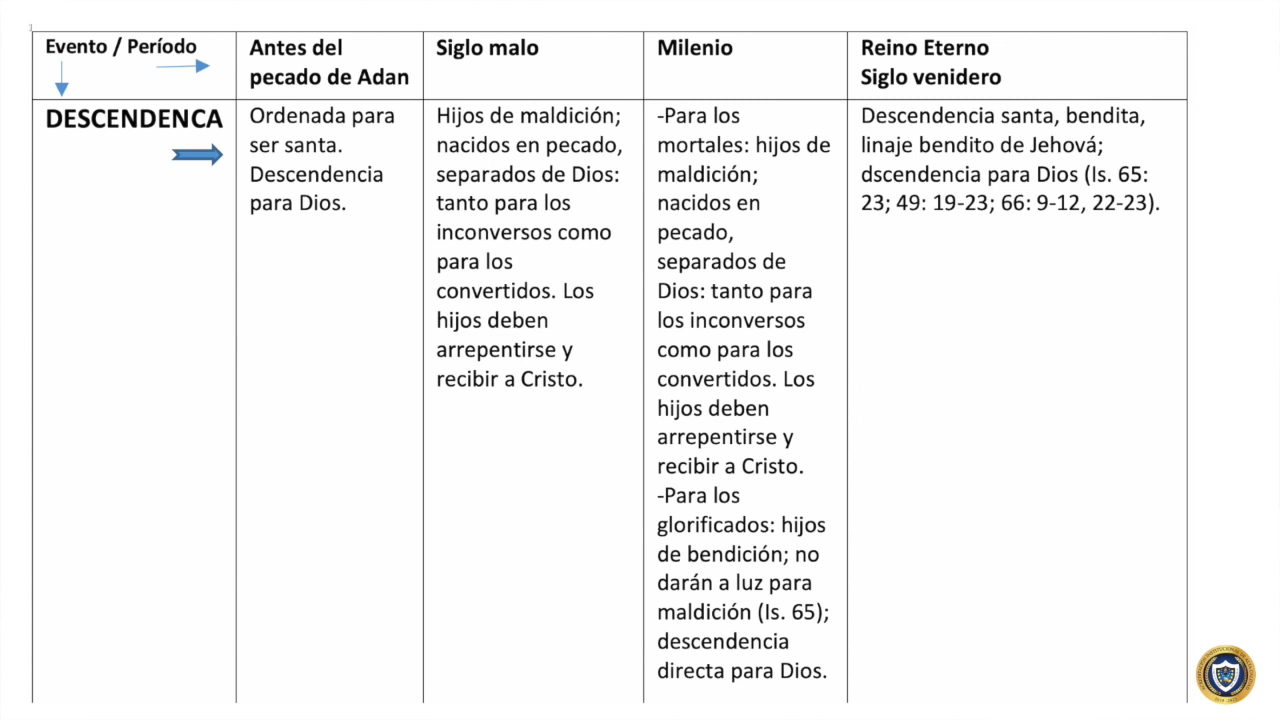 Evento / Período
Antes del
pecado de Adan
Siglo malo
Milenio
Reino Eterno
Siglo venidero
DESCENDENCA
Ordenada para
ser santa.
Descendencia
para Dios.
Hijos de maldición;
nacidos en pecado,
separados de Dios:
tanto para los
inconversos como
para los
convertidos. Los
hijos deben
arrepentirse y
recibir a Cristo.
-Para los
mortales: hijos de
maldición;
nacidos en
pecado,
separados de
Dios: tanto para
los inconversos
como para los
convertidos. Los
hijos deben
arrepentirse y
recibir a Cristo.
-Para los
glorificados: hijos
de bendición; no
darán a luz para
maldición (Is. 65);
descendencia
directa para Dios.
Descendencia santa, bendita,
linaje bendito de Jehová;
dscendencia para Dios (Is. 65:
23; 49: 19-23; 66: 9-12, 22-23).